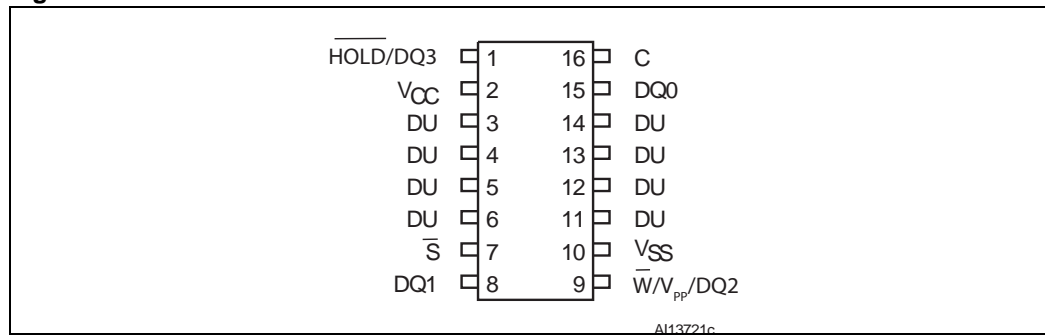 HOLD/DQ3 1 16 C
VCC 2 15 DQ0
DU 3 14 DU
DU 4 13 DU
DU 5 12 DU
DU 6 11 DU
S 7 10 VSS
DQ1 8 9 W/VPP/DQ2
AI13721c